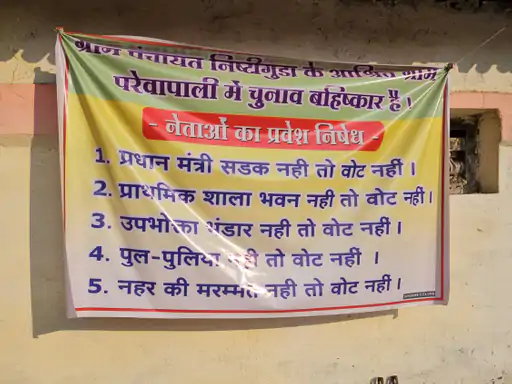 ग्राम पंचायत निष्टीगुडा के आश्रित ग्राम
परेवापाली में चुनाव बहिष्कार है।
- नेताओं का प्रवेश निषेध -
1. प्रधान मंत्री सडक नही तो वोट नहीं ।
2. प्राथमिक शाला भवन नही तो वोट नहीं ।
3. उपभोक्ता भंडार नही तो वोट नहीं ।
4. पुल-पुलिया नही तो वोट नहीं ।
5. नहर की मरम्मत नही तो वोट नहीं ।